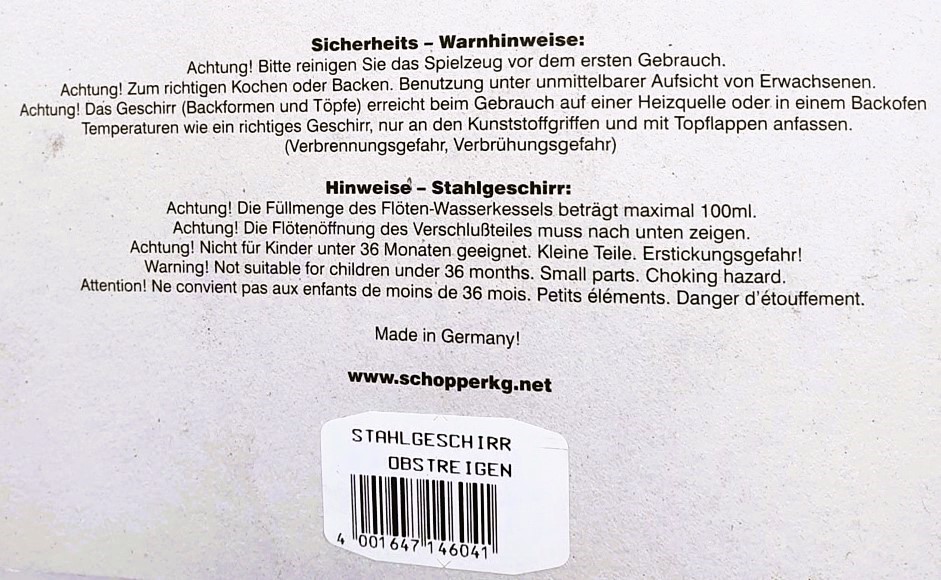 Sicherheits – Warnhinweise:
Achtung! Bitte reinigen Sie das Spielzeug vor dem ersten Gebrauch.
Achtung! Zum richtigen Kochen oder Backen. Benutzung unter unmittelbarer Aufsicht von Erwachsenen.
Achtung! Das Geschirr (Backformen und Töpfe) erreicht beim Gebrauch auf einer Heizquelle oder in einem Backofen
Temperaturen wie ein richtiges Geschirr, nur an den Kunststoffgriffen und mit Topflappen anfassen.
(Verbrennungsgefahr, Verbrühungsgefahr)
Hinweise – Stahlgeschirr:
Achtung! Die Füllmenge des Flöten-Wasserkessels beträgt maximal 100ml.
Achtung! Die Flötenöffnung des Verschlußteiles muss nach unten zeigen.
Achtung! Nicht für Kinder unter 36 Monaten geeignet. Kleine Teile. Erstickungsgefahr!
Warning! Not suitable for children under 36 months. Small parts. Choking hazard.
Attention! Ne convient pas aux enfants de moins de 36 mois. Petits éléments. Danger d'étouffement.
Made in Germany!
www.schopperkg.net
STAHLGESCHIRR
OBSTREIGEN
4 001647 146041